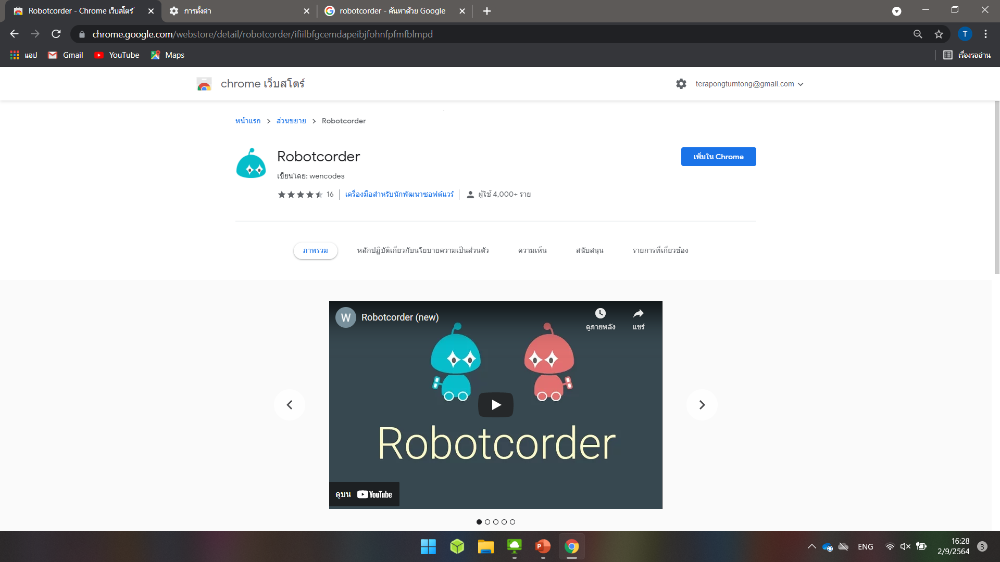 Robotcorder - Chrome เว็บสโตร์
การตั้งค่า
robotcorder - ค้นหาด้วย Google
chrome.google.com/webstore/detail/robotcorder/ifiilbfgcemdapeibjfohnfpfmfblmpd
T
แอป
Gmail
YouTube
Maps
เรื่องรออ่าน
chrome เว็บสโตร์
terapongtumtong@gmail.com
หน้าแรก > ส่วนขยาย > Robotcorder
Robotcorder
เพิ่มใน Chrome
เขียนโดย: wencodes
16
เครื่องมือสำหรับนักพัฒนาซอฟต์แวร์
ผู้ใช้ 4,000+ ราย
ภาพรวม
หลักปฏิบัติเกี่ยวกับนโยบายความเป็นส่วนตัว
ความเห็น
สนับสนุน
รายการที่เกี่ยวข้อง
W
Robotcorder (new)
ดูภายหลัง
แชร์
Robotcorder
ดูบน YouTube
P
ENG
16:28
2/9/2564
3